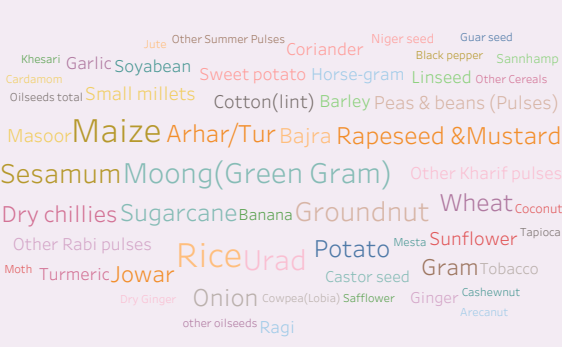 Jute Other Summer Pulses Niger seed Guar seed
Khesari Garlic Soyabean Coriander Black pepper Sannhamp
Cardamom Sweet potato Horse-gram Linseed Other Cereals
Oilseeds total Small millets Cotton(lint) Barley Peas & beans (Pulses)
Masoor Maize Arhar/Tur Bajra Rapeseed &Mustard
Sesamum Moong(Green Gram) Other Kharif pulses
Dry chillies Sugarcane Banana Groundnut Wheat Coconut
Other Rabi pulses Rice Urad Potato Mesta Sunflower Tapioca
Moth Turmeric Jowar Castor seed Gram Tobacco
Dry Ginger Onion Cowpea(Lobia) Safflower Ginger Cashewnut
other oilseeds Ragi Arecanut